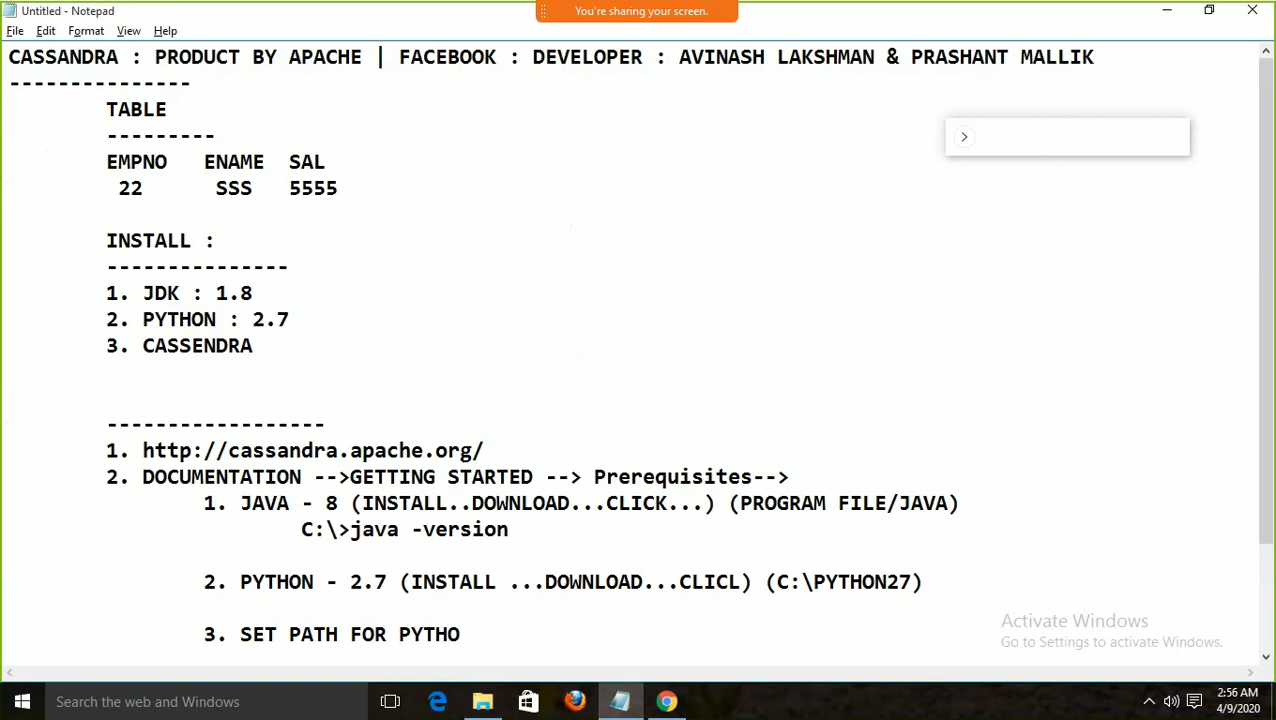 Untitled - Notepad
You're sharing your screen.
File Edit Format View Help
CASSANDRA : PRODUCT BY APACHE | FACEBOOK : DEVELOPER : AVINASH LAKSHMAN & PRASHANT MALLIK
---------------
TABLE
---------
EMPNO ENAME SAL
22 SSS 5555
INSTALL :
---------------
1. JDK : 1.8
2. PYTHON : 2.7
3. CASSENDRA
------------------
1. http://cassandra.apache.org/
2. DOCUMENTATION -->GETTING STARTED --> Prerequisites-->
1. JAVA - 8 (INSTALL..DOWNLOAD...CLICK...) (PROGRAM FILE/JAVA)
C:\>java -version
2. PYTHON - 2.7 (INSTALL ...DOWNLOAD...CLICL) (C:\PYTHON27)
3. SET PATH FOR PYTHO
Activate Windows
Go to Settings to activate Windows.
Search the web and Windows
2:56 AM
4/9/2020